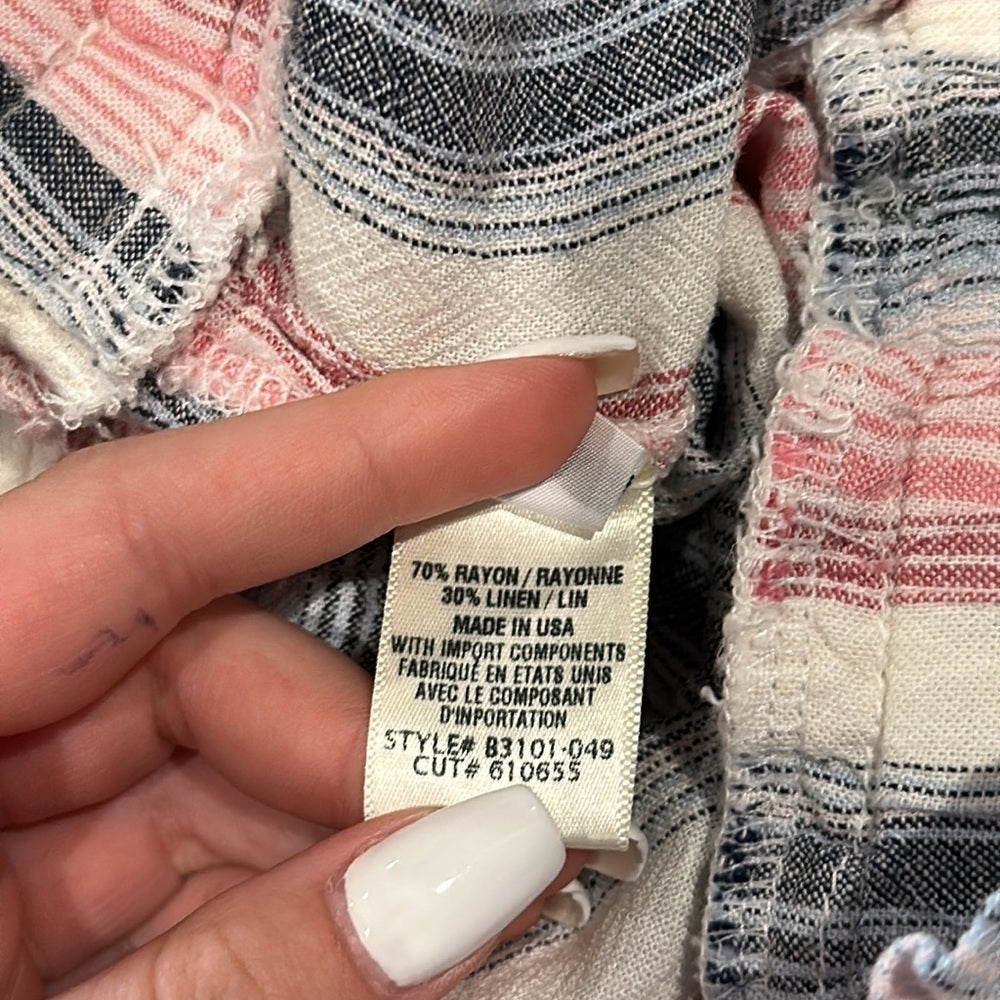 70% RAYON / RAYONNE
30% LINEN / LIN
MADE IN USA
WITH IMPORT COMPONENTS
FABRIQUÉ EN ETATS UNIS
AVEC LE COMPOSANT
D'INPORTATION
STYLE# B3101-049
CUT# 610655